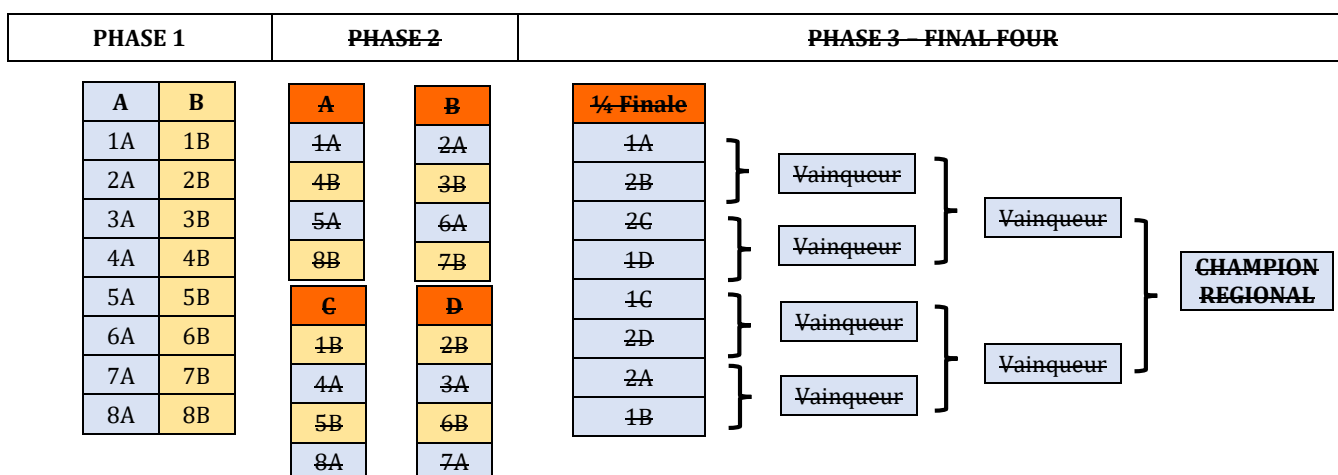 PHASE 1 PHASE 2 PHASE 3 – FINAL FOUR
A B
1A 1B
2A 2B
3A 3B
4A 4B
5A 5B
6A 6B
7A 7B
8A 8B
A
1A
4B
5A
8B
B
2A
3B
6A
7B
C
1B
4A
5B
8A
D
2B
3A
6B
7A
¼ Finale
1A
2B
2C
1D
1C
2D
2A
1B
Vainqueur
Vainqueur
Vainqueur
Vainqueur
Vainqueur
Vainqueur
CHAMPION
REGIONAL